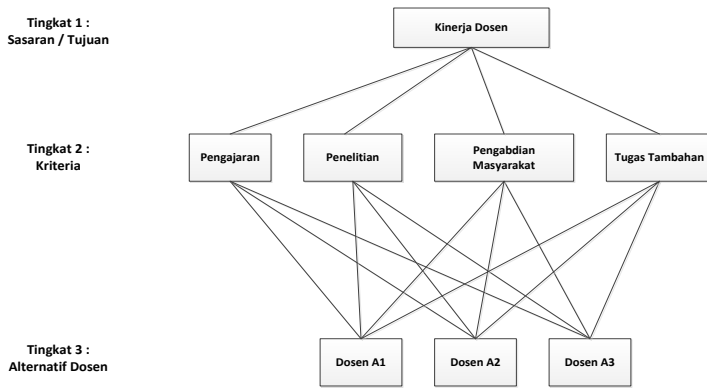 Tingkat 1 :
Sasaran / Tujuan
Kinerja Dosen
Tingkat 2 :
Kriteria
Pengajaran
Penelitian
Pengabdian
Masyarakat
Tugas Tambahan
Tingkat 3 :
Alternatif Dosen
Dosen A1
Dosen A2
Dosen A3